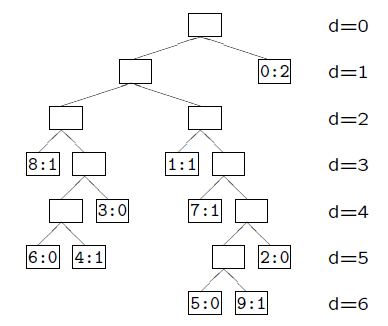 d=0
0:2 d=1
d=2
8:1 1:1 d=3
3:0 7:1 d=4
6:0 4:1 2:0 d=5
5:0 9:1 d=6